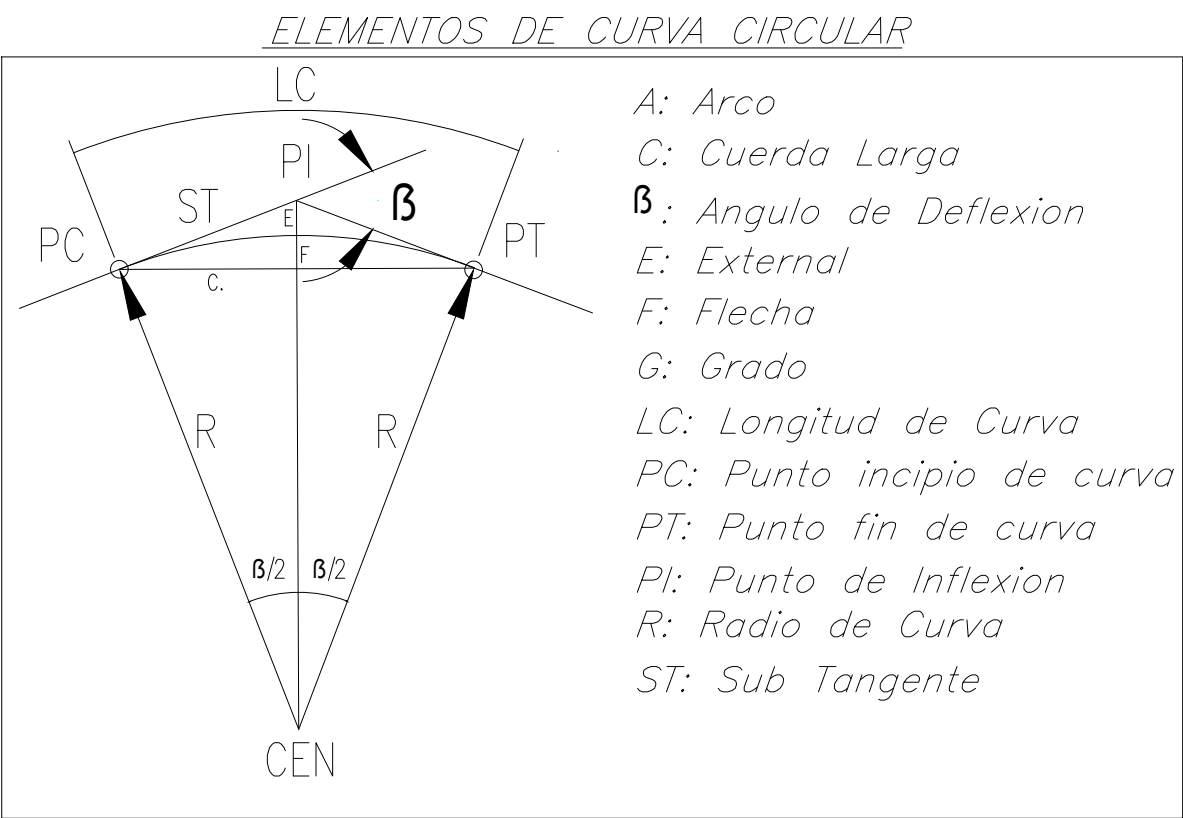 ELEMENTOS DE CURVA CIRCULAR
LC
PI
ST
E
ß
PC
PT
F
C.
R
R
ß/2
ß/2
CEN
A: Arco
C: Cuerda Larga
ß: Angulo de Deflexion
E: External
F: Flecha
G: Grado
LC: Longitud de Curva
PC: Punto incipio de curva
PT: Punto fin de curva
PI: Punto de Inflexion
R: Radio de Curva
ST: Sub Tangente